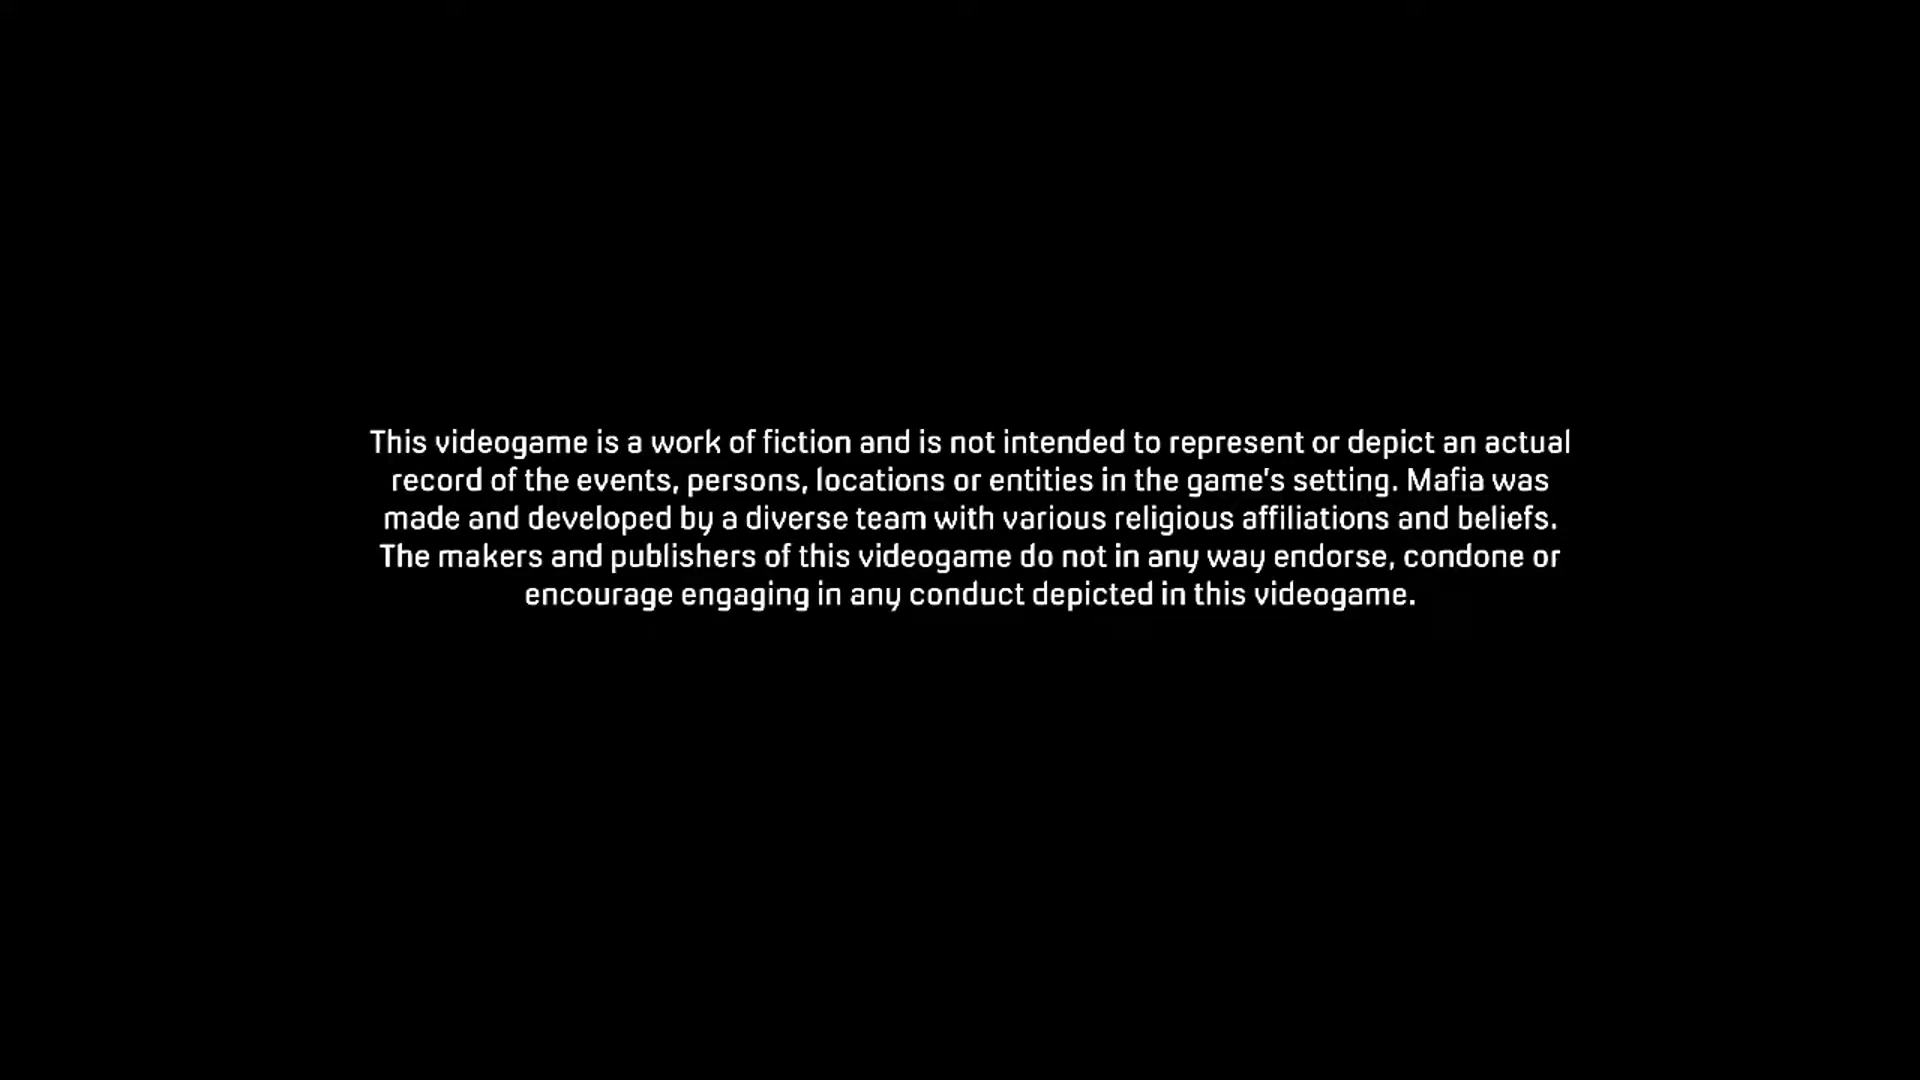 This videogame is a work of fiction and is not intended to represent or depict an actual
record of the events, persons, locations or entities in the game's setting. Mafia was
made and developed by a diverse team with various religious affiliations and beliefs.
The makers and publishers of this videogame do not in any way endorse, condone or
encourage engaging in any conduct depicted in this videogame.